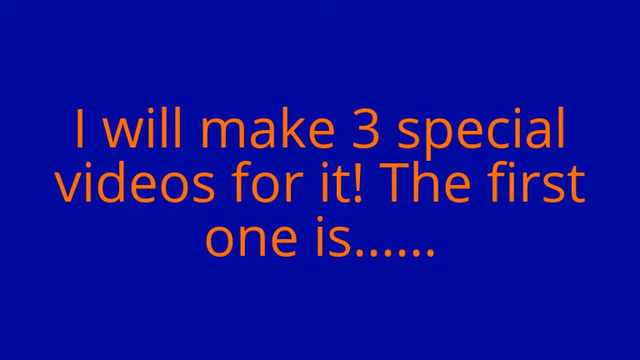 I will make 3 special
videos for it! The first
one is......